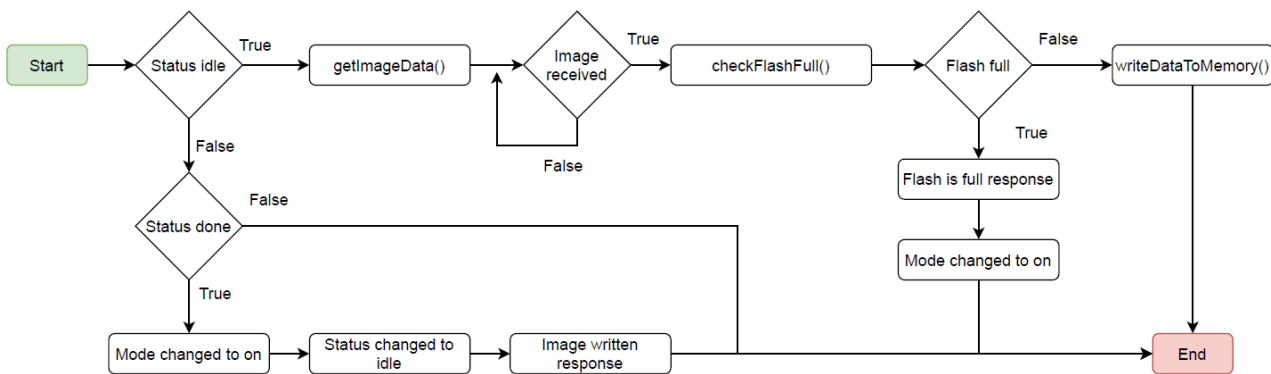 Start
Status idle
True
getImageData()
Image
received
True
checkFlashFull()
Flash full
False
writeDataToMemory()
False
False
True
Flash is full response
Status done
False
Mode changed to on
True
Mode changed to on
Status changed to
idle
Image written
response
End